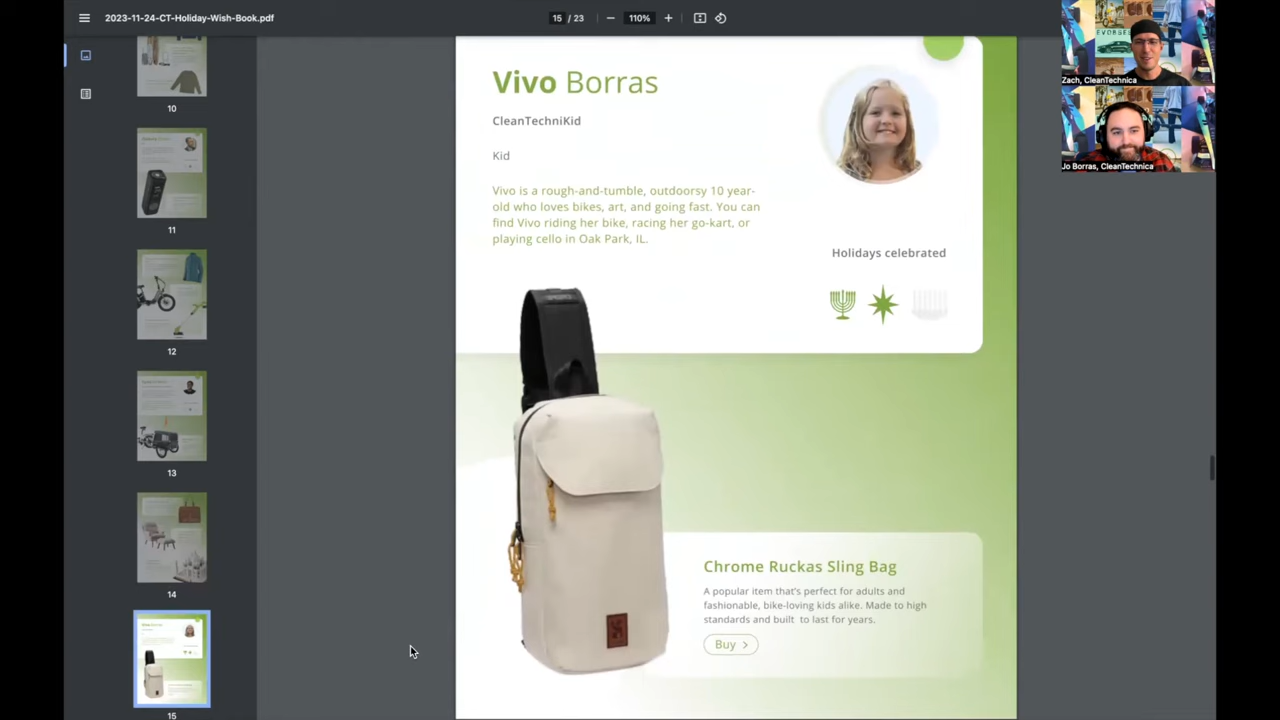 2023-11-24-CT-Holiday-Wish-Book.pdf
15 / 23
110%
Zach, CleanTechnica
Jo Borras, CleanTechnica
10
11
12
13
14
15
Vivo Borras
CleanTechniKid
Kid
Vivo is a rough-and-tumble, outdoorsy 10 year-
old who loves bikes, art, and going fast. You can
find Vivo riding her bike, racing her go-kart, or
playing cello in Oak Park, IL.
Holidays celebrated
Chrome Ruckas Sling Bag
A popular item that's perfect for adults and
fashionable, bike-loving kids alike. Made to high
standards and built to last for years.
Buy >